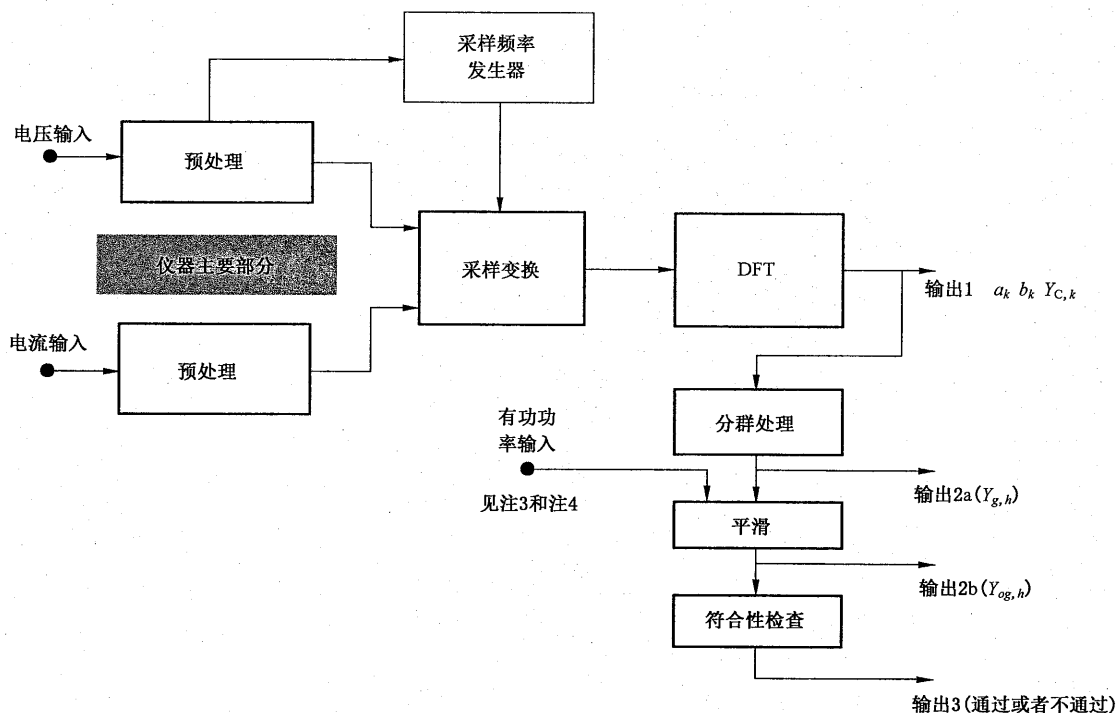 采样频率
发生器
电压输入
预处理
仪器主要部分
采样变换
DFT
输出1 a_k b_k Y_{C,k}
电流输入
预处理
有功功
率输入
见注3和注4
分群处理
输出2a(Y_{g,h})
平滑
输出2b(Y_{og,h})
符合性检查
输出3(通过或者不通过)